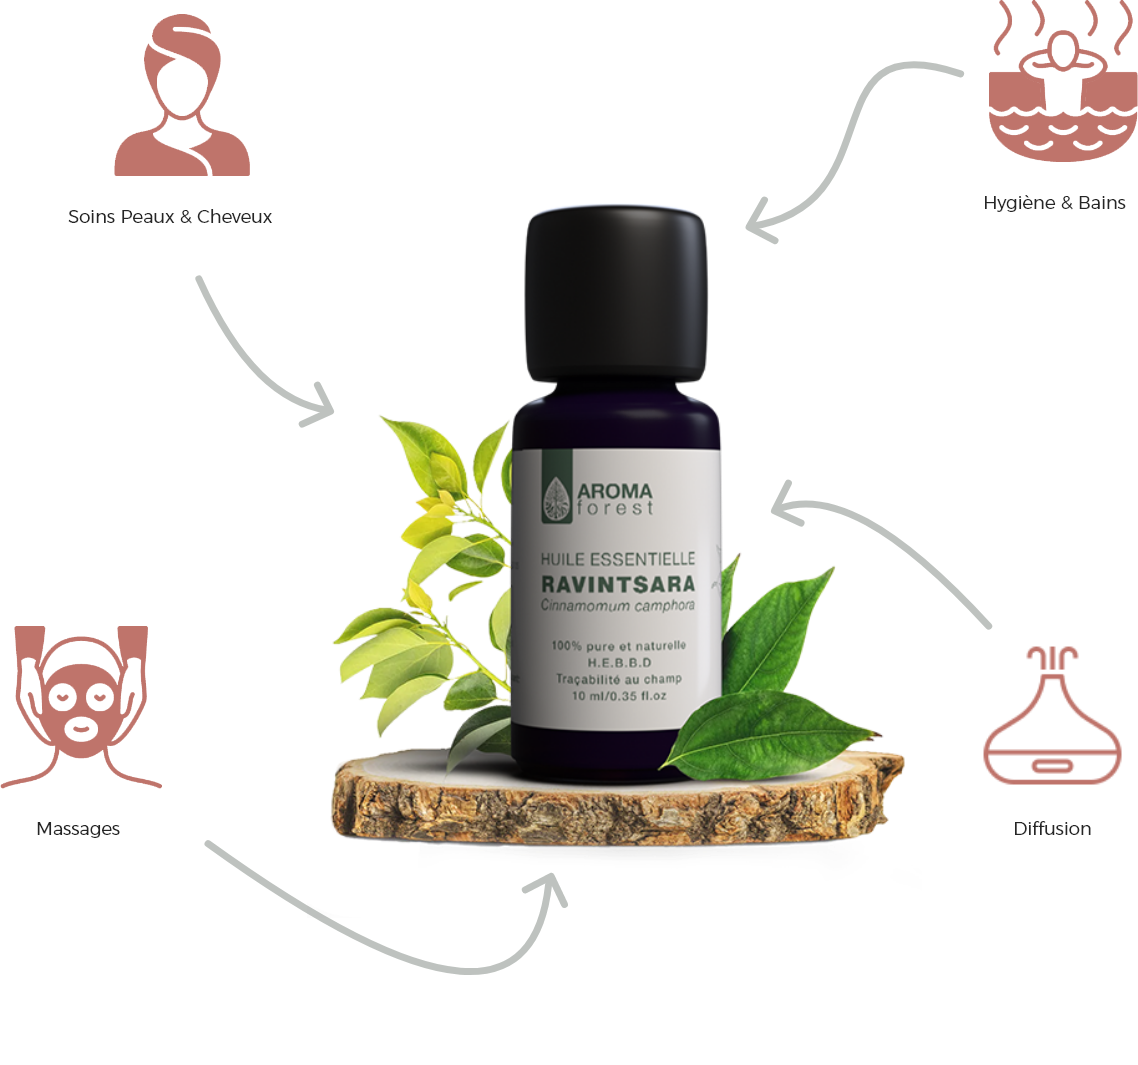 Soins Peaux & Cheveux
Hygiène & Bains
AROMA
forest
HUILE ESSENTIELLE
RAVINTSARA
Cinnamomum camphora
100% pure et naturelle
H.E.B.B.D
Traçabilité au champ
10 ml/0.35 fl.oz
Massages
Diffusion